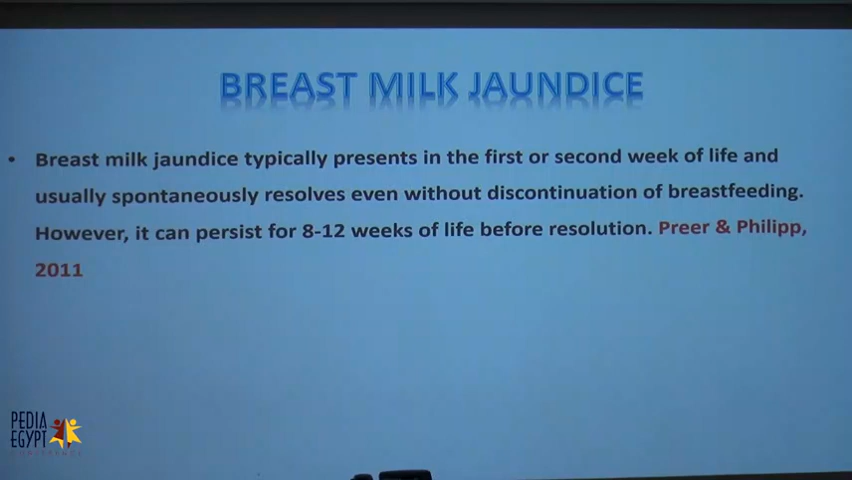 BREAST MILK JAUNDICE
• Breast milk jaundice typically presents in the first or second week of life and
usually spontaneously resolves even without discontinuation of breastfeeding.
However, it can persist for 8-12 weeks of life before resolution. Preer & Philipp,
2011
PEDIA
EGYPT
CONFERENCE